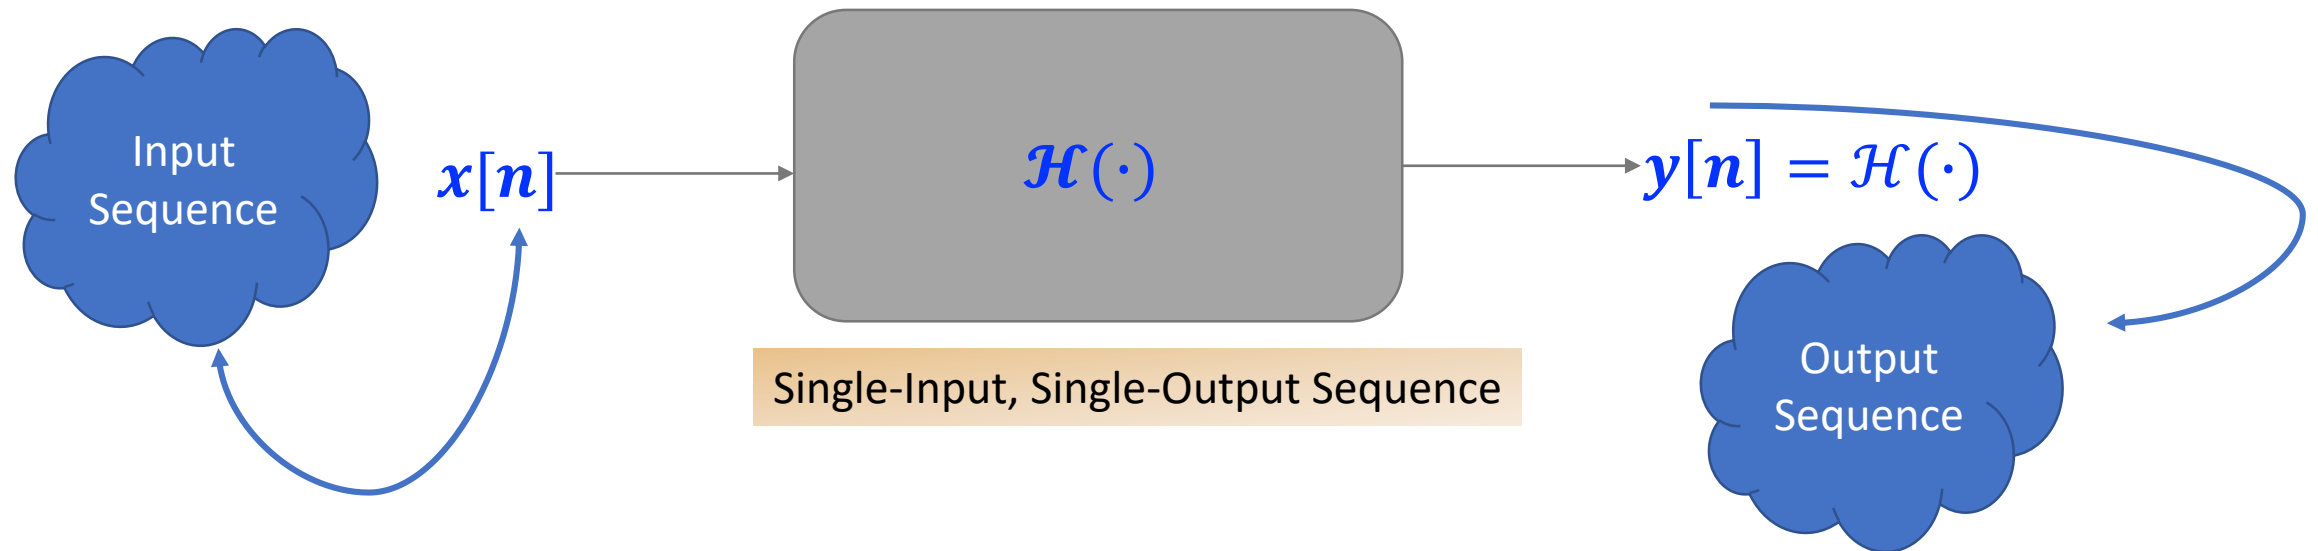 Input
Sequence
x[n]
ℋ(·)
y[n] = ℋ(·)
Single-Input, Single-Output Sequence
Output
Sequence